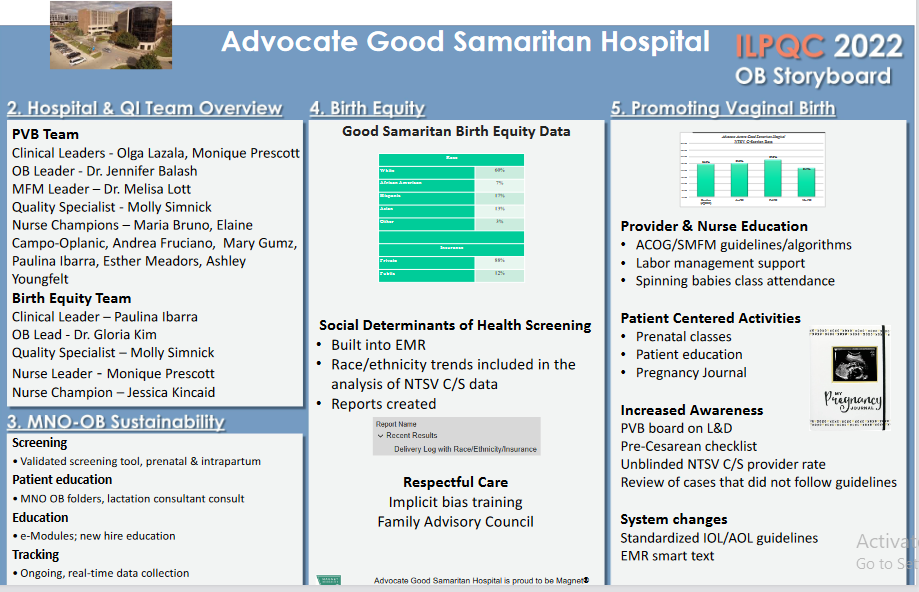 Advocate Good Samaritan Hospital
ILPQC 2022
OB Storyboard
2. Hospital & QI Team Overview
PVB Team
Clinical Leaders - Olga Lazala, Monique Prescott
OB Leader - Dr. Jennifer Balash
MFM Leader – Dr. Melisa Lott
Quality Specialist - Molly Simnick
Nurse Champions – Maria Bruno, Elaine
Campo-Oplanic, Andrea Fruciano, Mary Gumz,
Paulina Ibarra, Esther Meadors, Ashley
Youngfelt
Birth Equity Team
Clinical Leader – Paulina Ibarra
OB Lead - Dr. Gloria Kim
Quality Specialist – Molly Simnick
Nurse Leader - Monique Prescott
Nurse Champion – Jessica Kincaid
3. MNO-OB Sustainability
Screening
• Validated screening tool, prenatal & intrapartum
Patient education
• MNO OB folders, lactation consultant consult
Education
• e-Modules; new hire education
Tracking
• Ongoing, real-time data collection
4. Birth Equity
Good Samaritan Birth Equity Data
Race
White 60%
African American 7%
Hispanic 17%
Asian
Other
Insurance
Private 88%
Public 12%
Social Determinants of Health Screening
• Built into EMR
• Race/ethnicity trends included in the
analysis of NTSV C/S data
• Reports created
Report Name
Recent Results
Delivery Log with Race/Ethnicity/Insurance
Respectful Care
Implicit bias training
Family Advisory Council
Advocate Good Samaritan Hospital is proud to be Magnet®
5. Promoting Vaginal Birth
Provider & Nurse Education
• ACOG/SMFM guidelines/algorithms
• Labor management support
• Spinning babies class attendance
Patient Centered Activities
• Prenatal classes
• Patient education
• Pregnancy Journal
MY
Pregnancy
JOURNAL
Increased Awareness
PVB board on L&D
Pre-Cesarean checklist
Unblinded NTSV C/S provider rate
Review of cases that did not follow guidelines
System changes
Standardized IOL/AOL guidelines
EMR smart text
Activat
Go to Set